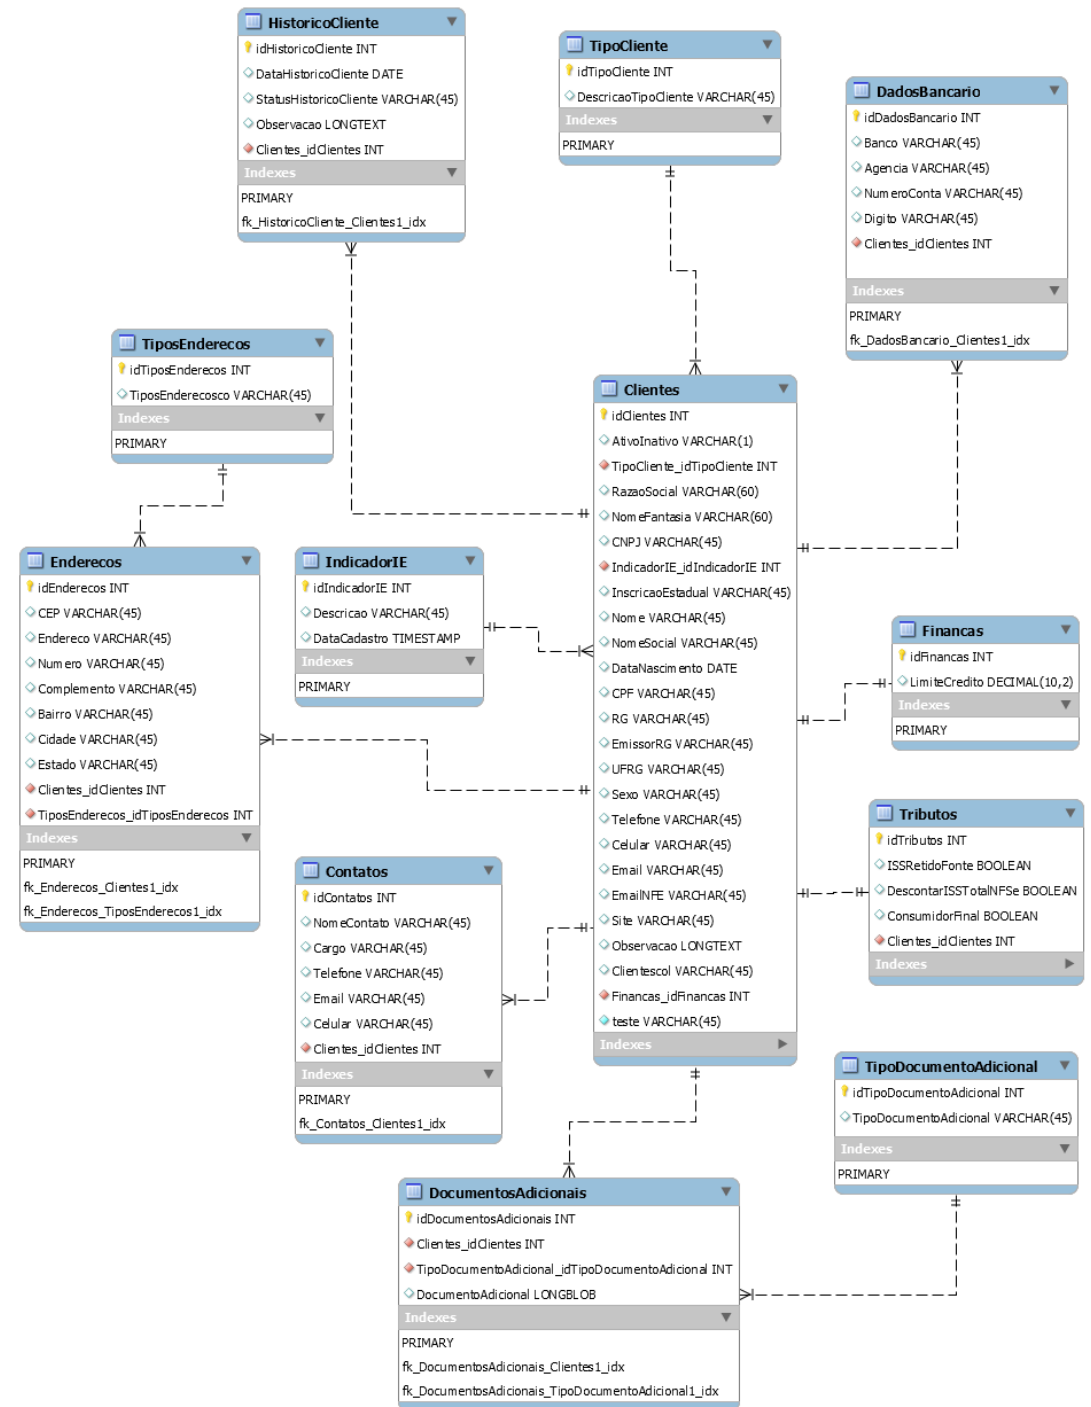 HistoricoCliente
idHistoricoCliente INT
DataHistoricoCliente DATE
StatusHistoricoCliente VARCHAR(45)
Observacao LONGTEXT
Clientes_idClientes INT
Indexes
PRIMARY
fk_HistoricoCliente_Clientes1_idx
TipoCliente
idTipoCliente INT
DescricaoTipoCliente VARCHAR(45)
Indexes
PRIMARY
DadosBancario
idDadosBancario INT
Banco VARCHAR(45)
Agencia VARCHAR(45)
NumeroConta VARCHAR(45)
Digito VARCHAR(45)
Clientes_idClientes INT
Indexes
PRIMARY
fk_DadosBancario_Clientes1_idx
TiposEnderecos
idTiposEnderecos INT
TiposEnderecosco VARCHAR(45)
Indexes
PRIMARY
Clientes
idClientes INT
AtivoInativo VARCHAR(1)
TipoCliente_idTipoCliente INT
RazaoSocial VARCHAR(60)
NomeFantasia VARCHAR(60)
CNPJ VARCHAR(45)
IndicadorIE_idIndicadorIE INT
InscricaoEstadual VARCHAR(45)
Nome VARCHAR(45)
NomeSocial VARCHAR(45)
DataNascimento DATE
CPF VARCHAR(45)
RG VARCHAR(45)
EmissorRG VARCHAR(45)
UFRG VARCHAR(45)
Sexo VARCHAR(45)
Telefone VARCHAR(45)
Celular VARCHAR(45)
Email VARCHAR(45)
EmailNFE VARCHAR(45)
Site VARCHAR(45)
Observacao LONGTEXT
Clientescol VARCHAR(45)
Financas_idFinancas INT
teste VARCHAR(45)
Indexes
Enderecos
idEnderecos INT
CEP VARCHAR(45)
Endereco VARCHAR(45)
Numero VARCHAR(45)
Complemento VARCHAR(45)
Bairro VARCHAR(45)
Cidade VARCHAR(45)
Estado VARCHAR(45)
Clientes_idClientes INT
TiposEnderecos_idTiposEnderecos INT
Indexes
PRIMARY
fk_Enderecos_Clientes1_idx
fk_Enderecos_TiposEnderecos1_idx
IndicadorIE
idIndicadorIE INT
Descricao VARCHAR(45)
DataCadastro TIMESTAMP
Indexes
PRIMARY
Financas
idFinancas INT
LimiteCredito DECIMAL(10,2)
Indexes
PRIMARY
Tributos
idTributos INT
ISSRetidoFonte BOOLEAN
DescontarISSTotalNFSe BOOLEAN
ConsumidorFinal BOOLEAN
Clientes_idClientes INT
Indexes
Contatos
idContatos INT
NomeContato VARCHAR(45)
Cargo VARCHAR(45)
Telefone VARCHAR(45)
Email VARCHAR(45)
Celular VARCHAR(45)
Clientes_idClientes INT
Indexes
PRIMARY
fk_Contatos_Clientes1_idx
TipoDocumentoAdicional
idTipoDocumentoAdicional INT
TipoDocumentoAdicional VARCHAR(45)
Indexes
PRIMARY
DocumentosAdicionais
idDocumentosAdicionais INT
Clientes_idClientes INT
TipoDocumentoAdicional_idTipoDocumentoAdicional INT
DocumentoAdicional LONGBLOB
Indexes
PRIMARY
fk_DocumentosAdicionais_Clientes1_idx
fk_DocumentosAdicionais_TipoDocumentoAdicional1_idx